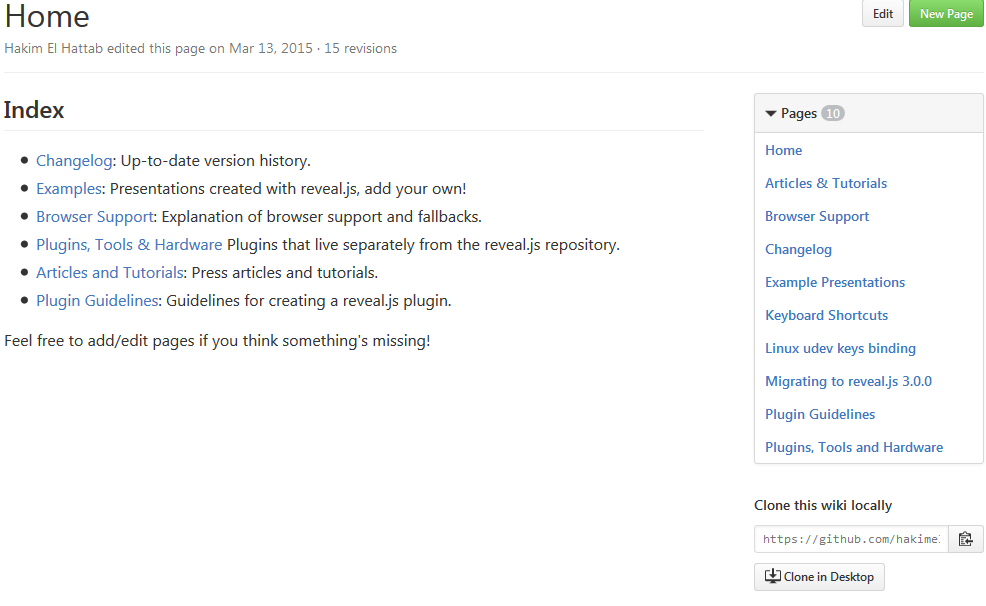 Home
Edit
New Page
Hakim El Hattab edited this page on Mar 13, 2015 · 15 revisions
Index
Changelog: Up-to-date version history.
Examples: Presentations created with reveal.js, add your own!
Browser Support: Explanation of browser support and fallbacks.
Plugins, Tools & Hardware Plugins that live separately from the reveal.js repository.
Articles and Tutorials: Press articles and tutorials.
Plugin Guidelines: Guidelines for creating a reveal.js plugin.
Feel free to add/edit pages if you think something's missing!
Pages 10
Home
Articles & Tutorials
Browser Support
Changelog
Example Presentations
Keyboard Shortcuts
Linux udev keys binding
Migrating to reveal.js 3.0.0
Plugin Guidelines
Plugins, Tools and Hardware
Clone this wiki locally
https://github.com/hakime
Clone in Desktop